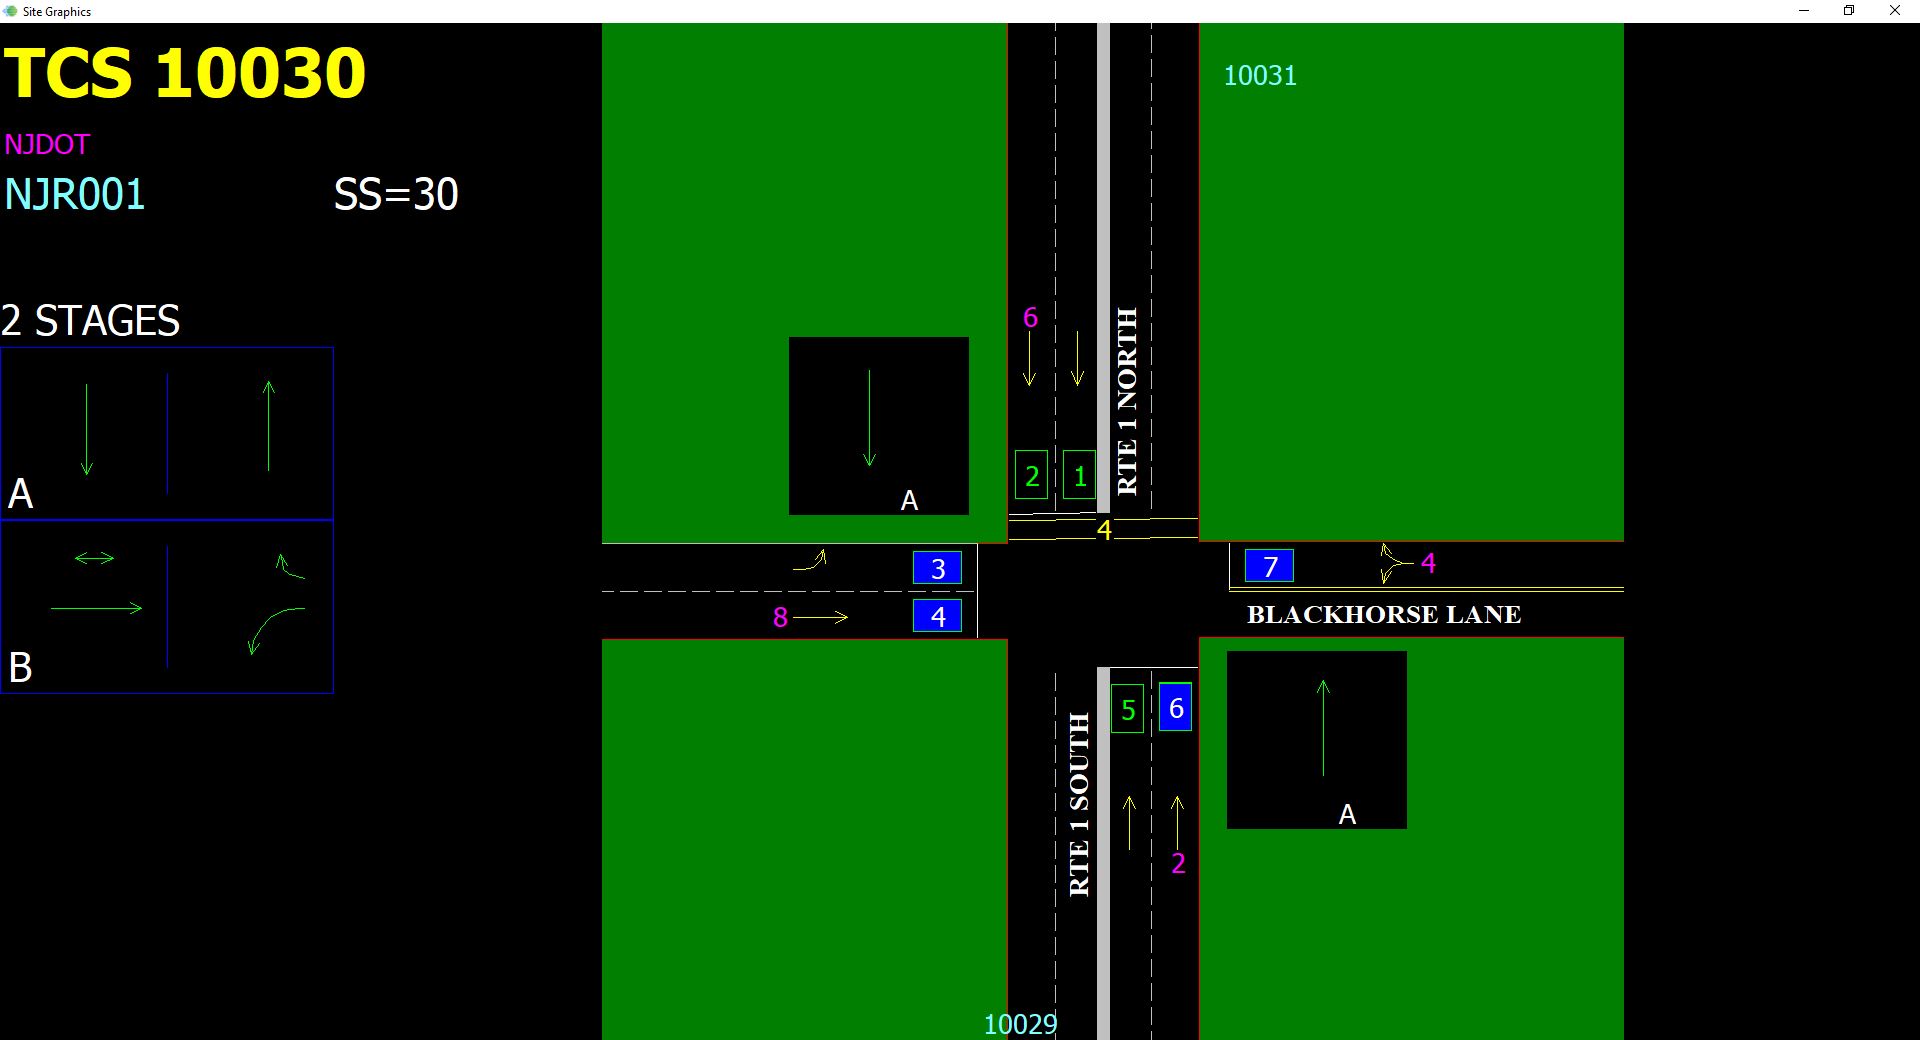 Site Graphics
TCS 10030
NJDOT
NJR001
SS=30
2 STAGES
A
B
10031
6
RTE 1 NORTH
2
1
A
4
3
7
4
8
4
BLACKHORSE LANE
5
6
RTE 1 SOUTH
A
2
10029